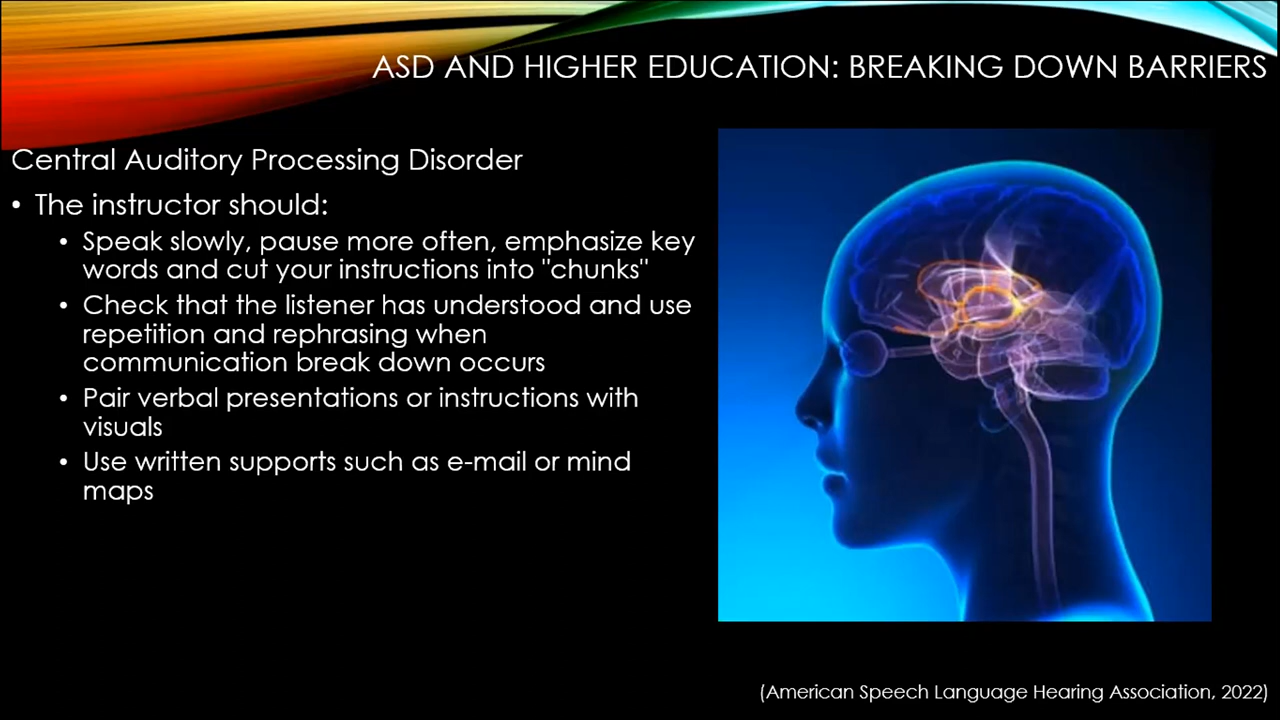 ASD AND HIGHER EDUCATION: BREAKING DOWN BARRIERS
Central Auditory Processing Disorder
• The instructor should:
• Speak slowly, pause more often, emphasize key
words and cut your instructions into "chunks"
• Check that the listener has understood and use
repetition and rephrasing when
communication break down occurs
• Pair verbal presentations or instructions with
visuals
• Use written supports such as e-mail or mind
maps
(American Speech Language Hearing Association, 2022)